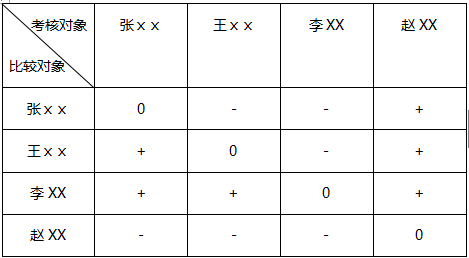 考核对象 张ｘｘ 王ｘｘ 李XX 赵XX
比较对象
张ｘｘ 0 - - +
王ｘｘ + 0 - +
李XX + + 0 +
赵XX - - - 0